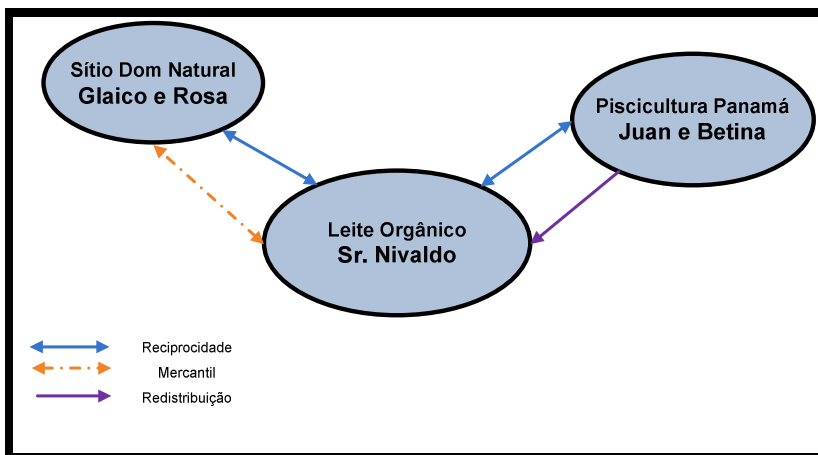 Sítio Dom Natural
Glaico e Rosa
Piscicultura Panamá
Juan e Betina
Leite Orgânico
Sr. Nivaldo
Reciprocidade
Mercantil
Redistribuição